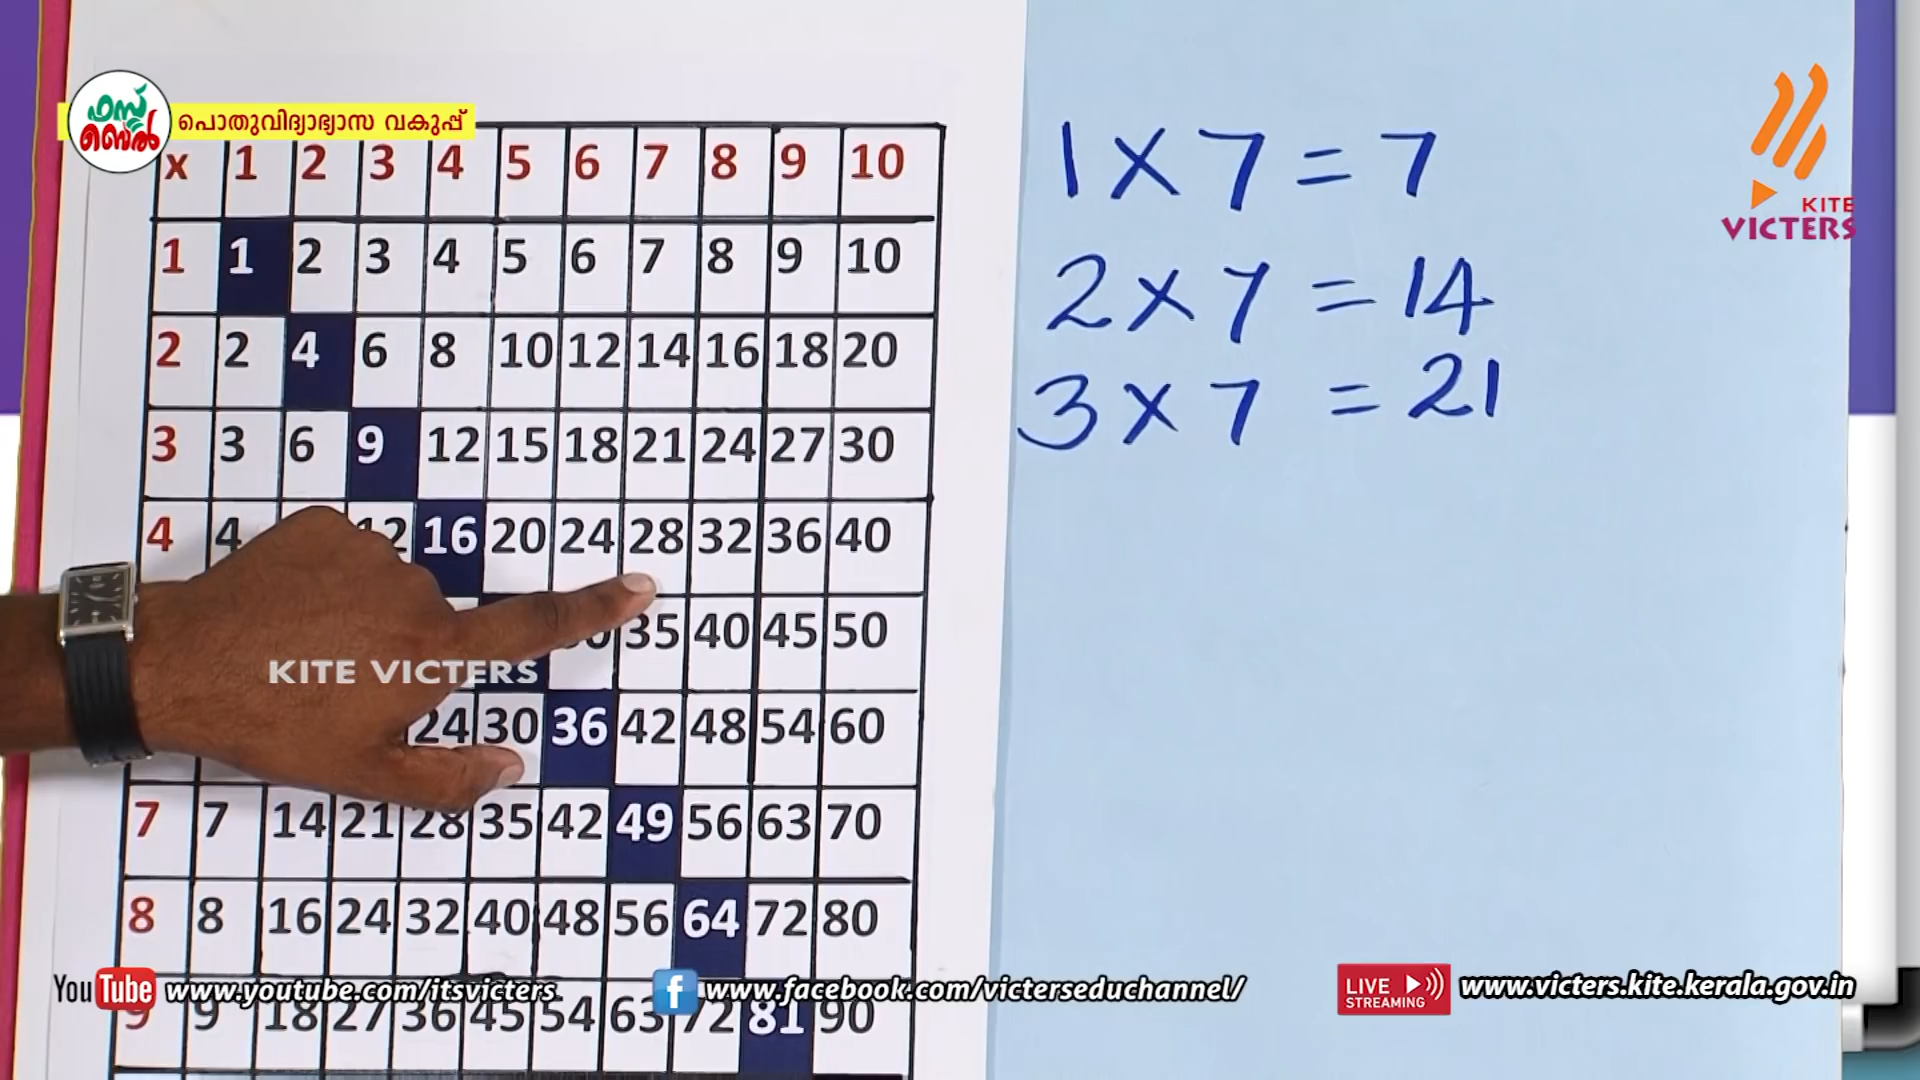 ഫസ്റ്റ് ബെൽ
പൊതുവിദ്യാഭ്യാസ വകുപ്പ്
x 1 2 3 4 5 6 7 8 9 10
1 1 2 3 4 5 6 7 8 9 10
2 2 4 6 8 10 12 14 16 18 20
3 3 6 9 12 15 18 21 24 27 30
4 4 12 16 20 24 28 32 36 40
35 40 45 50
24 30 36 42 48 54 60
7 7 14 21 28 35 42 49 56 63 70
8 8 16 24 32 40 48 56 64 72 80
9 9 18 27 36 45 54 63 72 81 90
1 x 7 = 7
2 x 7 = 14
3 x 7 = 21
KITE
VICTERS
KITE VICTERS
You Tube www.youtube.com/itsvicters
f www.facebook.com/victerseduchannel/
LIVE STREAMING www.victers.kite.kerala.gov.in